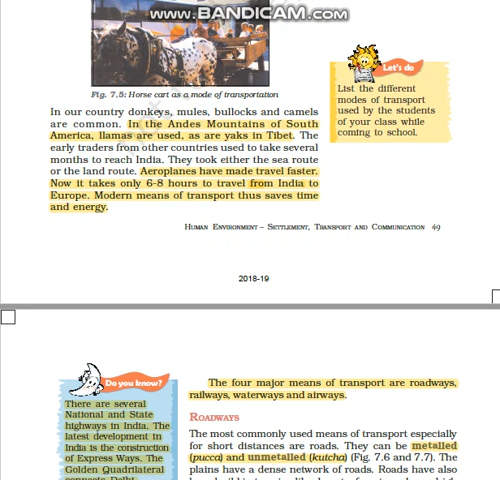 www.BANDICAM.com
Fig. 7.5: Horse cart as a mode of transportation
In our country donkeys, mules, bullocks and camels
are common. In the Andes Mountains of South
America, llamas are used, as are yaks in Tibet. The
early traders from other countries used to take several
months to reach India. They took either the sea route
or the land route. Aeroplanes have made travel faster.
Now it takes only 6-8 hours to travel from India to
Europe. Modern means of transport thus saves time
and energy.
Let's do
List the different
modes of transport
used by the students
of your class while
coming to school.
Human Environment – Settlement, Transport and Communication 49
2018-19
Do you know?
There are several
National and State
highways in India. The
latest development in
India is the construction
of Express Ways. The
Golden Quadrilateral
connects Delhi,
The four major means of transport are roadways,
railways, waterways and airways.
Roadways
The most commonly used means of transport especially
for short distances are roads. They can be metalled
(pucca) and unmetalled (kutcha) (Fig. 7.6 and 7.7). The
plains have a dense network of roads. Roads have also